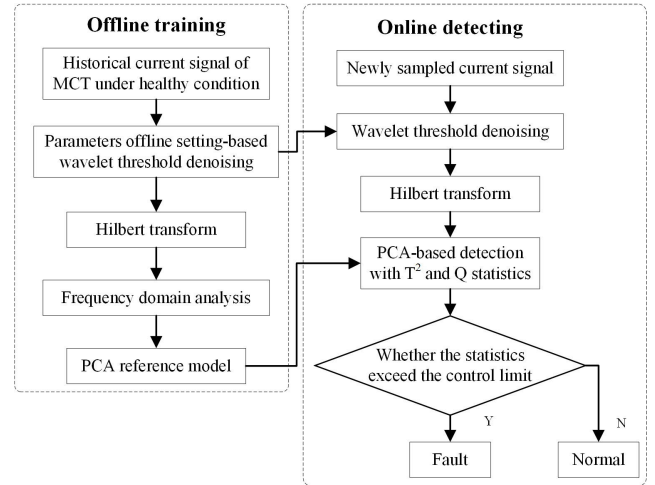 Offline training
Historical current signal of
MCT under healthy condition
Parameters offline setting-based
wavelet threshold denoising
Hilbert transform
Frequency domain analysis
PCA reference model
Online detecting
Newly sampled current signal
Wavelet threshold denoising
Hilbert transform
PCA-based detection
with T² and Q statistics
Whether the statistics
exceed the control limit
Y
N
Fault
Normal